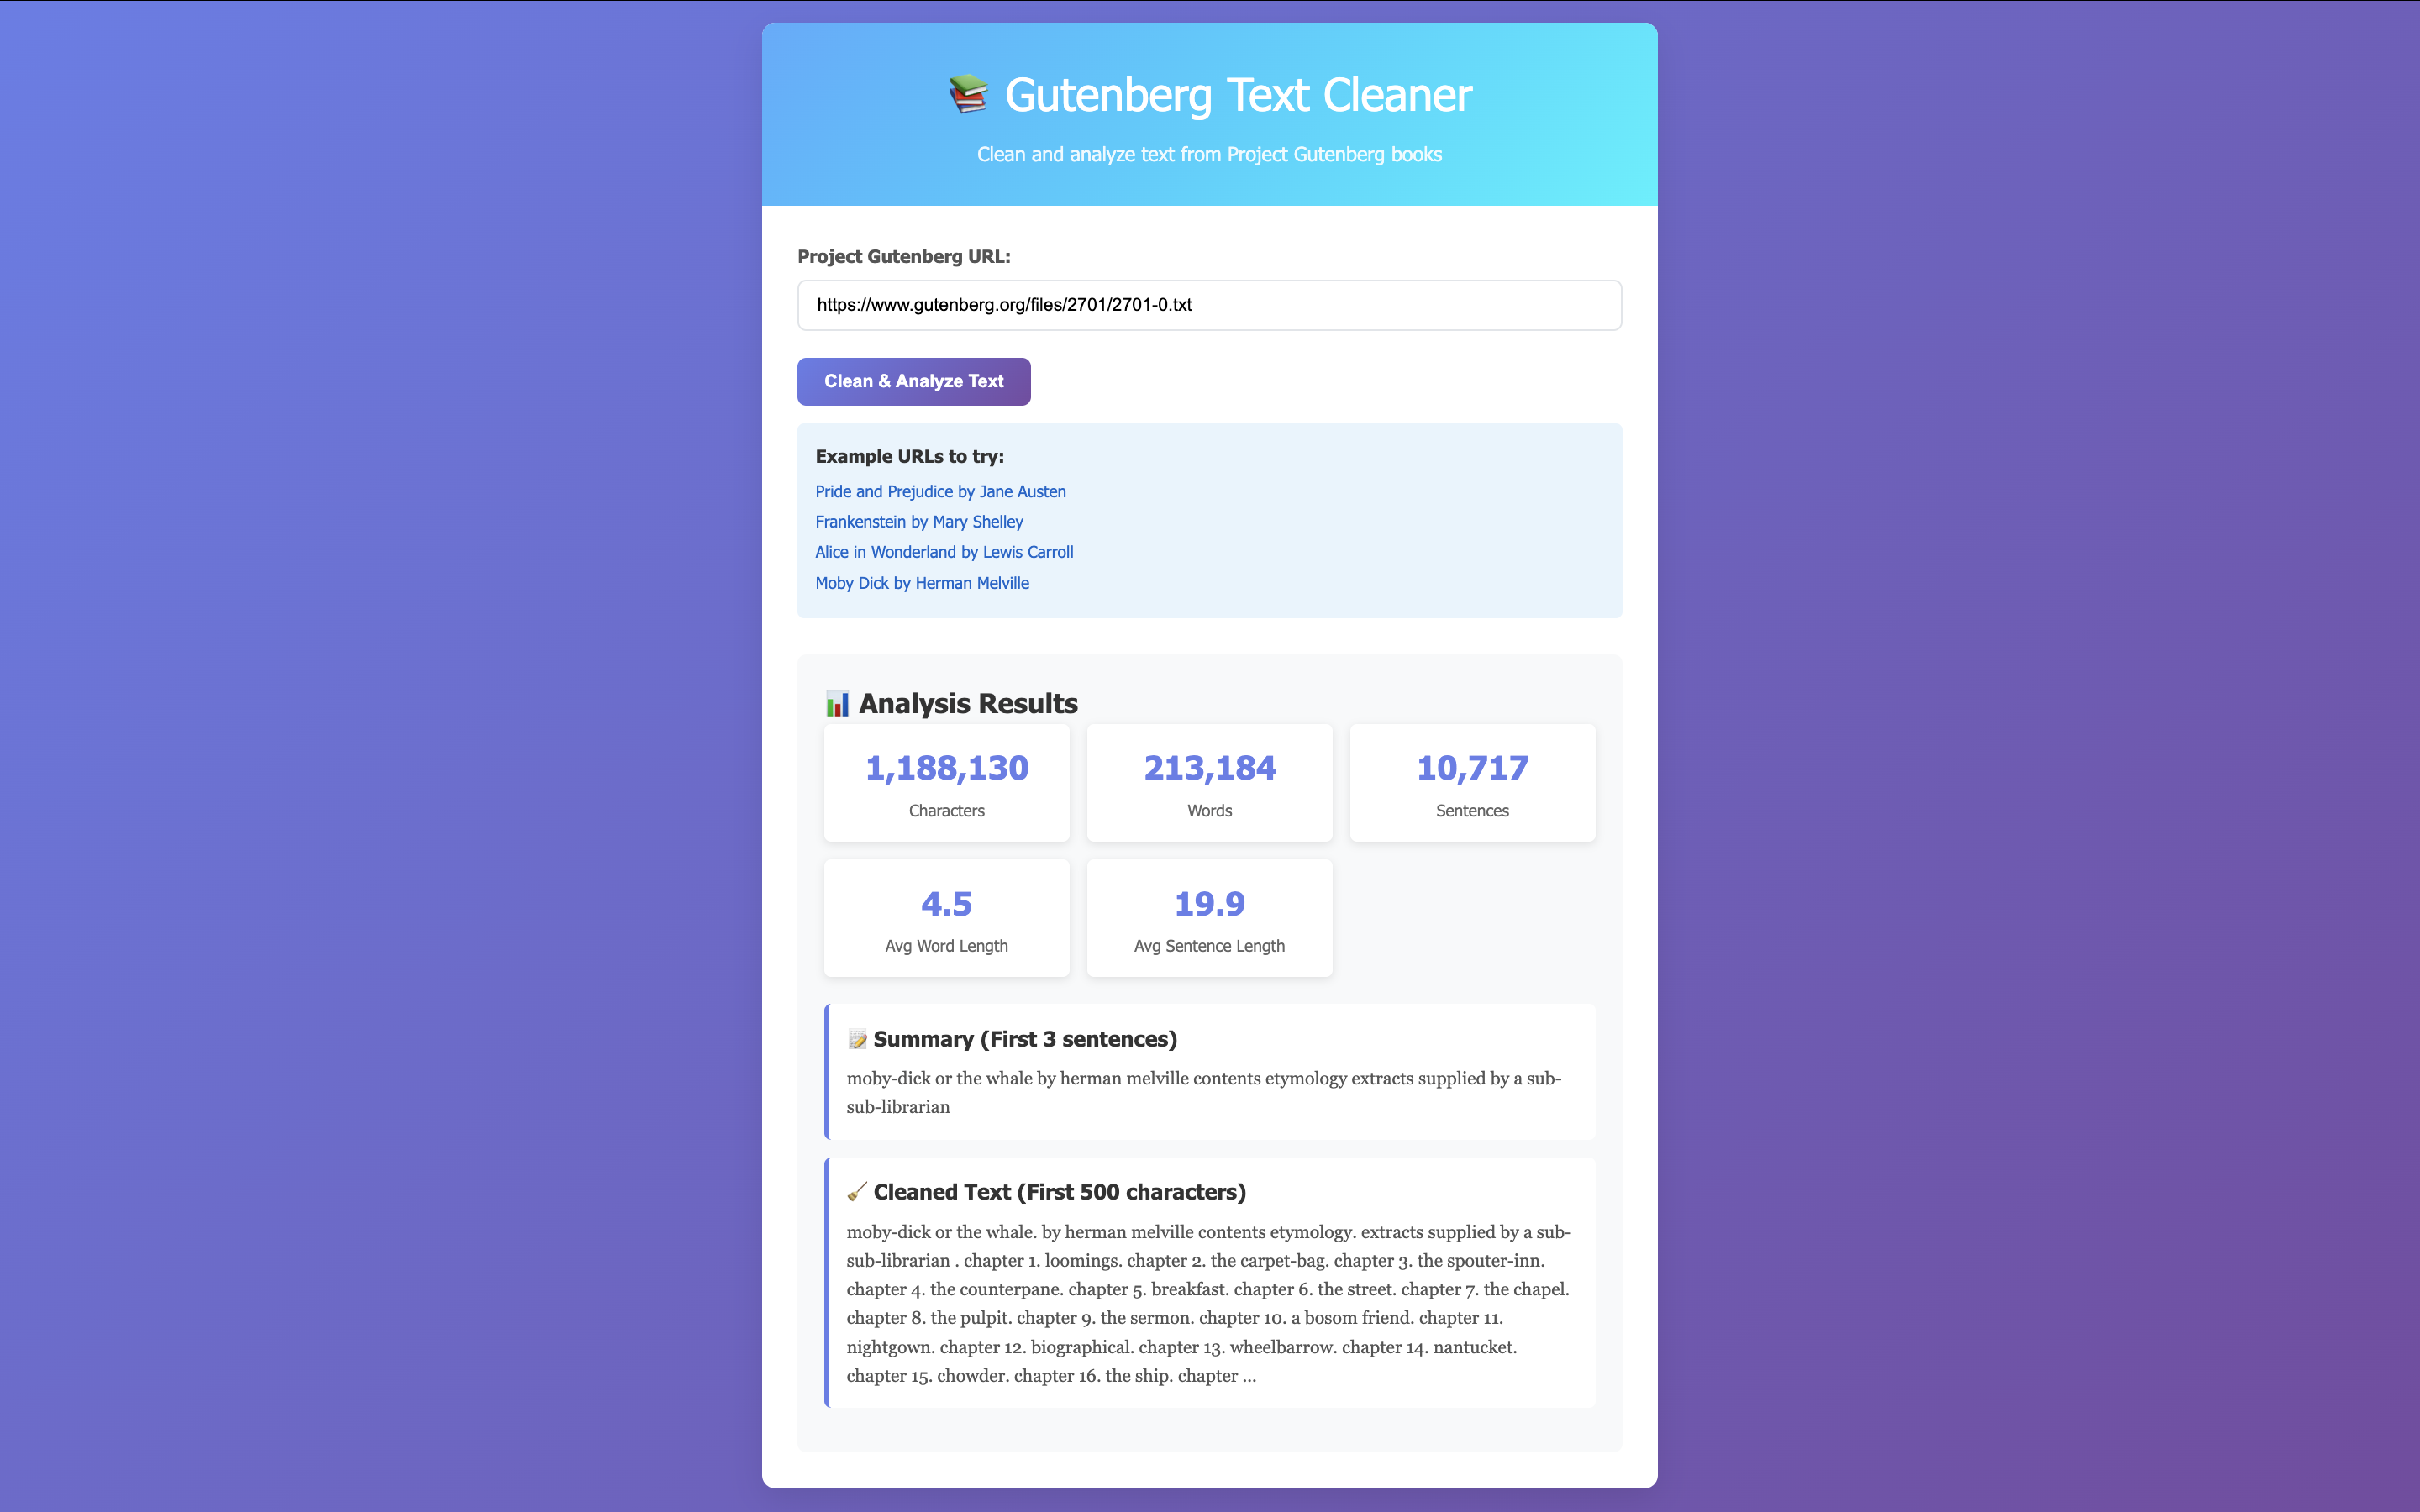 📚 Gutenberg Text Cleaner
Clean and analyze text from Project Gutenberg books
Project Gutenberg URL:
https://www.gutenberg.org/files/2701/2701-0.txt
Clean & Analyze Text
Example URLs to try:
Pride and Prejudice by Jane Austen
Frankenstein by Mary Shelley
Alice in Wonderland by Lewis Carroll
Moby Dick by Herman Melville
📊 Analysis Results
1,188,130
Characters
213,184
Words
10,717
Sentences
4.5
Avg Word Length
19.9
Avg Sentence Length
📝 Summary (First 3 sentences)
moby-dick or the whale by herman melville contents etymology extracts supplied by a sub-
sub-librarian
🧹 Cleaned Text (First 500 characters)
moby-dick or the whale. by herman melville contents etymology. extracts supplied by a sub-
sub-librarian . chapter 1. loomings. chapter 2. the carpet-bag. chapter 3. the spouter-inn.
chapter 4. the counterpane. chapter 5. breakfast. chapter 6. the street. chapter 7. the chapel.
chapter 8. the pulpit. chapter 9. the sermon. chapter 10. a bosom friend. chapter 11.
nightgown. chapter 12. biographical. chapter 13. wheelbarrow. chapter 14. nantucket.
chapter 15. chowder. chapter 16. the ship. chapter ...